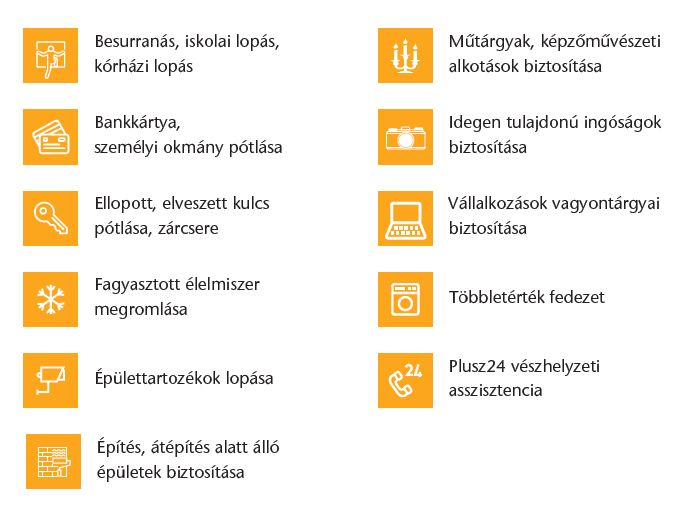 Besurranás, iskolai lopás,
kórházi lopás
Bankkártya,
személyi okmány pótlása
Ellopott, elveszett kulcs
pótlása, zárcsere
Fagyasztott élelmiszer
megromlása
Épülettartozékok lopása
Építés, átépítés alatt álló
épületek biztosítása
Műtárgyak, képzőművészeti
alkotások biztosítása
Idegen tulajdonú ingóságok
biztosítása
Vállalkozások vagyontárgyai
biztosítása
Többletérték fedezet
24
Plusz24 vészhelyzeti
asszisztencia